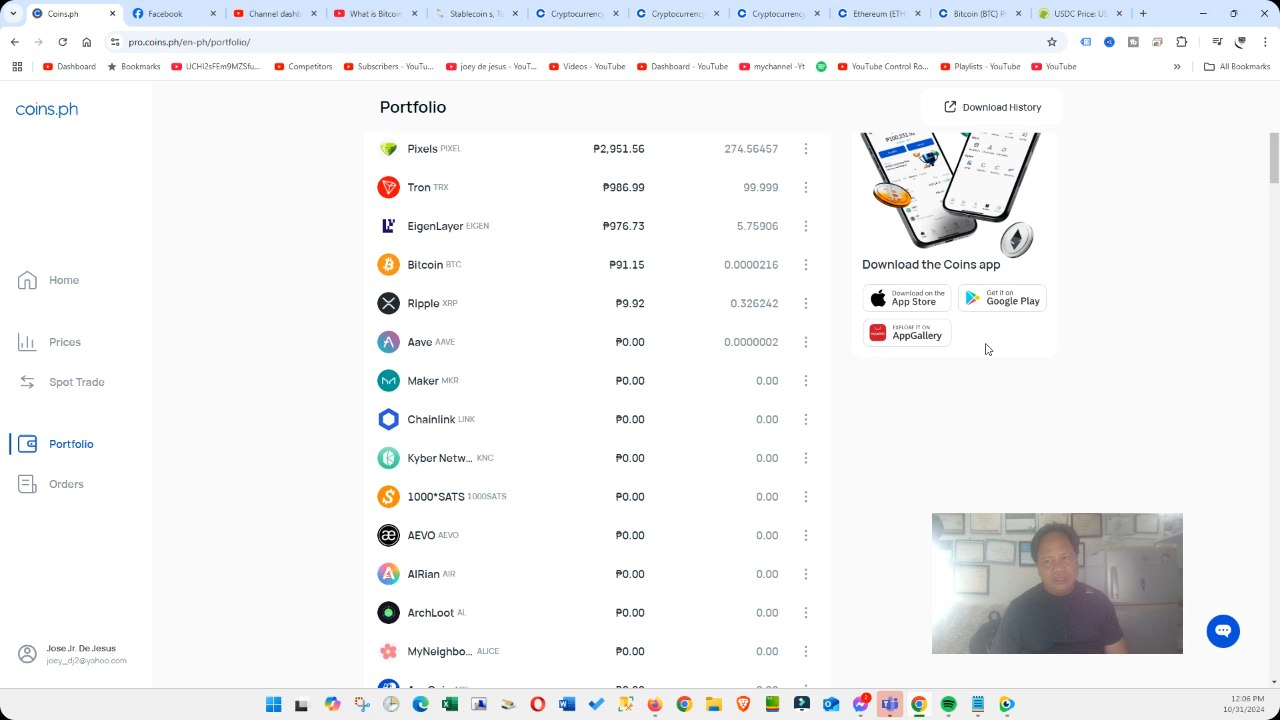 Coins.ph
Facebook
Channel dashb
What is Bitcoin
Stablecoin s, To
Cryptocurrency
Cryptocurrency
Cryptocurrency
Ethereum (ETH
Bitcoin (BTC) P
USDC Price: US
pro.coins.ph/en-ph/portfolio/
Dashboard
Bookmarks
UCHI2sFEm9MZSfu...
Competitors
Subscribers - YouTu...
joey de jesus - YouT...
Videos - YouTube
Dashboard - YouTube
mychannel -Yt
YouTube Control Ro...
Playlists - YouTube
YouTube
All Bookmarks
coins.ph
Portfolio
Download History
Home
Prices
Spot Trade
Portfolio
Orders
Pixels PIXEL ₱2,951.56 274.56457
Tron TRX ₱986.99 99.999
EigenLayer EIGEN ₱976.73 5.75906
Bitcoin BTC ₱91.15 0.0000216
Ripple XRP ₱9.92 0.326242
Aave AAVE ₱0.00 0.0000002
Maker MKR ₱0.00 0.00
Chainlink LINK ₱0.00 0.00
Kyber Netw... KNC ₱0.00 0.00
1000*SATS 1000SATS ₱0.00 0.00
AEVO AEVO ₱0.00 0.00
AIRian AIR ₱0.00 0.00
ArchLoot AL ₱0.00 0.00
MyNeighbo... ALICE ₱0.00 0.00
Download the Coins app
Download on the
App Store
GET IT ON
Google Play
EXPLORE IT ON
AppGallery
Jose Jr. De Jesus
joey_dj2@yahoo.com
2
12:06 PM
10/31/2024